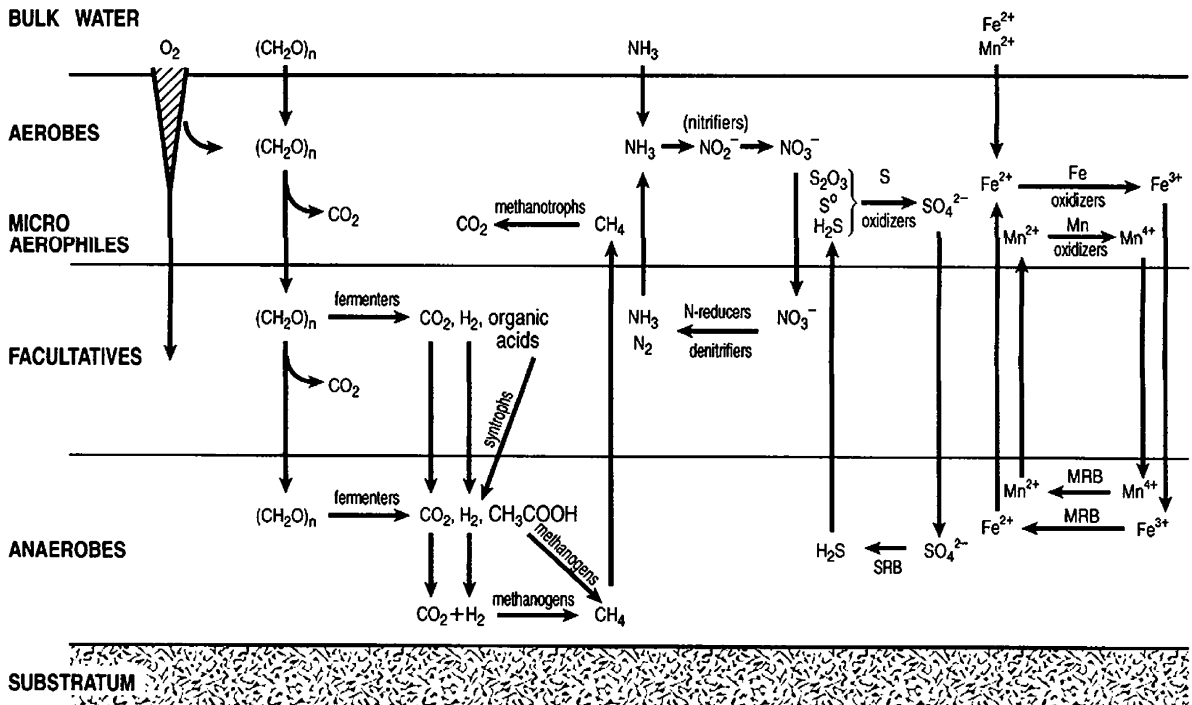 BULK WATER
O₂
(CH₂O)ₙ
NH₃
Fe²⁺
Mn²⁺
AEROBES
(CH₂O)ₙ
(nitrifiers)
NH₃
NO₂⁻
NO₃⁻
S₂O₃
S⁰
H₂S
S
oxidizers
SO₄²⁻
Fe²⁺
Fe
oxidizers
Fe³⁺
MICRO
AEROPHILES
CO₂
CO₂
methanotrophs
CH₄
Mn²⁺
Mn
oxidizers
Mn⁴⁺
FACULTATIVES
(CH₂O)ₙ
fermenters
CO₂, H₂, organic
acids
NH₃
N₂
N-reducers
denitrifiers
NO₃⁻
CO₂
syntrophs
ANAEROBES
(CH₂O)ₙ
fermenters
CO₂, H₂, CH₃COOH
methanogens
CO₂+H₂
methanogens
CH₄
H₂S
SRB
SO₄²⁻
Mn²⁺
MRB
Mn⁴⁺
Fe²⁺
MRB
Fe³⁺
SUBSTRATUM